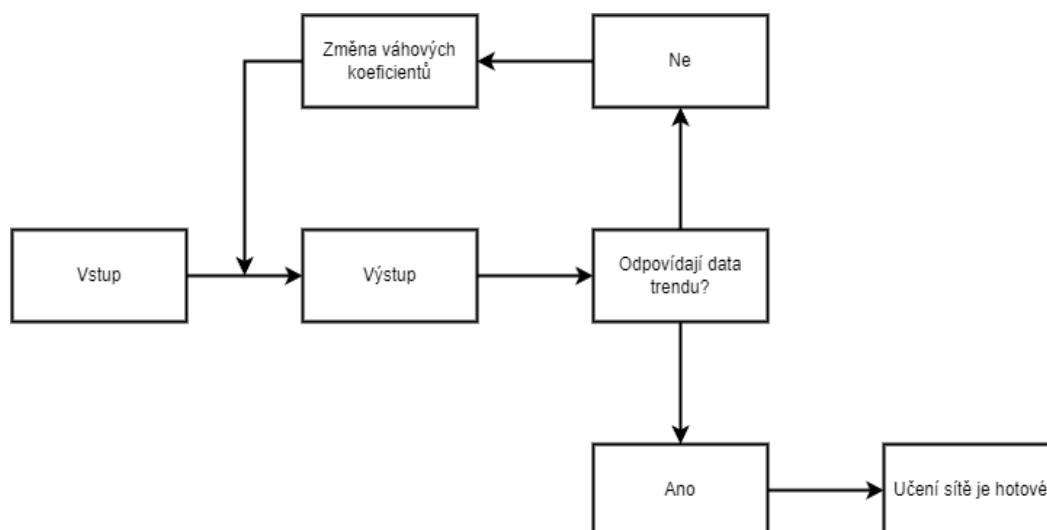 Změna váhových
koeficientů
Ne
Vstup
Výstup
Odpovídají data
trendu?
Ano
Učení sítě je hotové